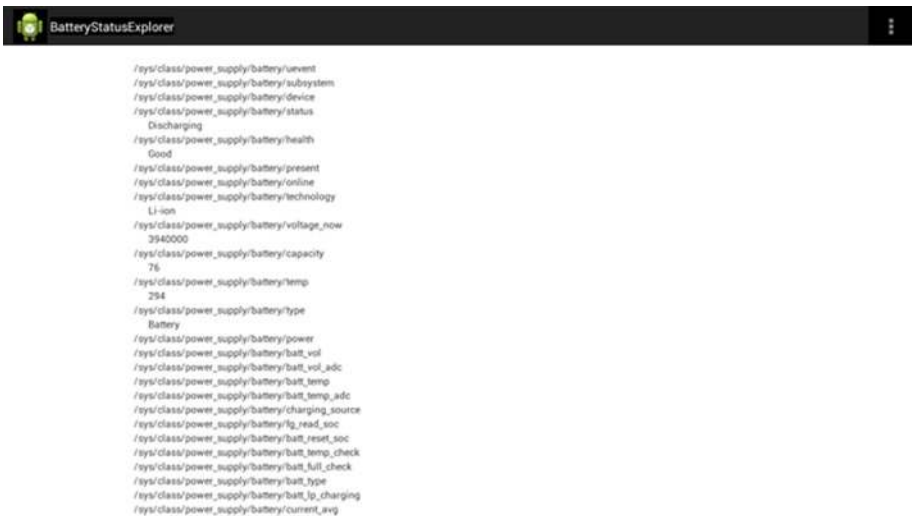 BatteryStatusExplorer
/sys/class/power_supply/battery/uevent
/sys/class/power_supply/battery/subsystem
/sys/class/power_supply/battery/device
/sys/class/power_supply/battery/status
Discharging
/sys/class/power_supply/battery/health
Good
/sys/class/power_supply/battery/present
/sys/class/power_supply/battery/online
/sys/class/power_supply/battery/technology
Li-ion
/sys/class/power_supply/battery/voltage_now
3940000
/sys/class/power_supply/battery/capacity
76
/sys/class/power_supply/battery/temp
294
/sys/class/power_supply/battery/type
Battery
/sys/class/power_supply/battery/power
/sys/class/power_supply/battery/batt_vol
/sys/class/power_supply/battery/batt_vol_adc
/sys/class/power_supply/battery/batt_temp
/sys/class/power_supply/battery/batt_temp_adc
/sys/class/power_supply/battery/charging_source
/sys/class/power_supply/battery/fg_read_soc
/sys/class/power_supply/battery/batt_reset_soc
/sys/class/power_supply/battery/batt_temp_check
/sys/class/power_supply/battery/batt_full_check
/sys/class/power_supply/battery/batt_type
/sys/class/power_supply/battery/batt_lp_charging
/sys/class/power_supply/battery/current_avg